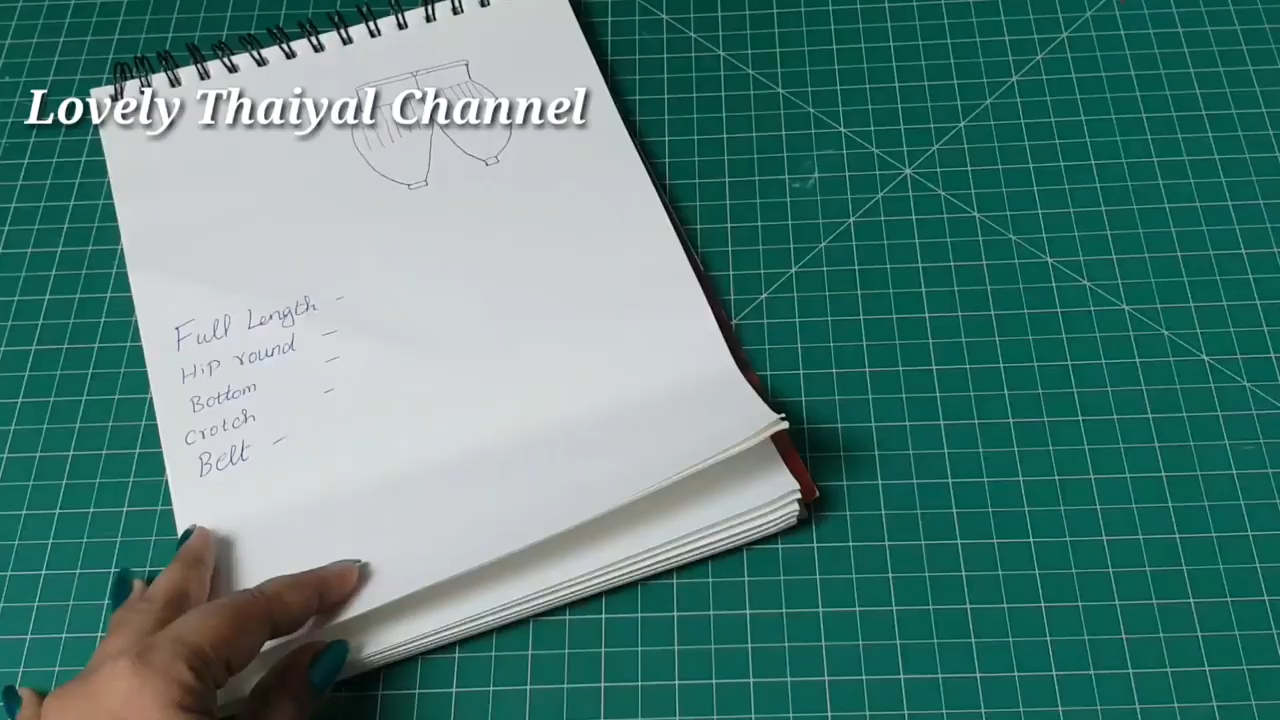 Lovely Thaiyal Channel
Full Length -
Hip round -
Bottom -
Crotch -
Belt -